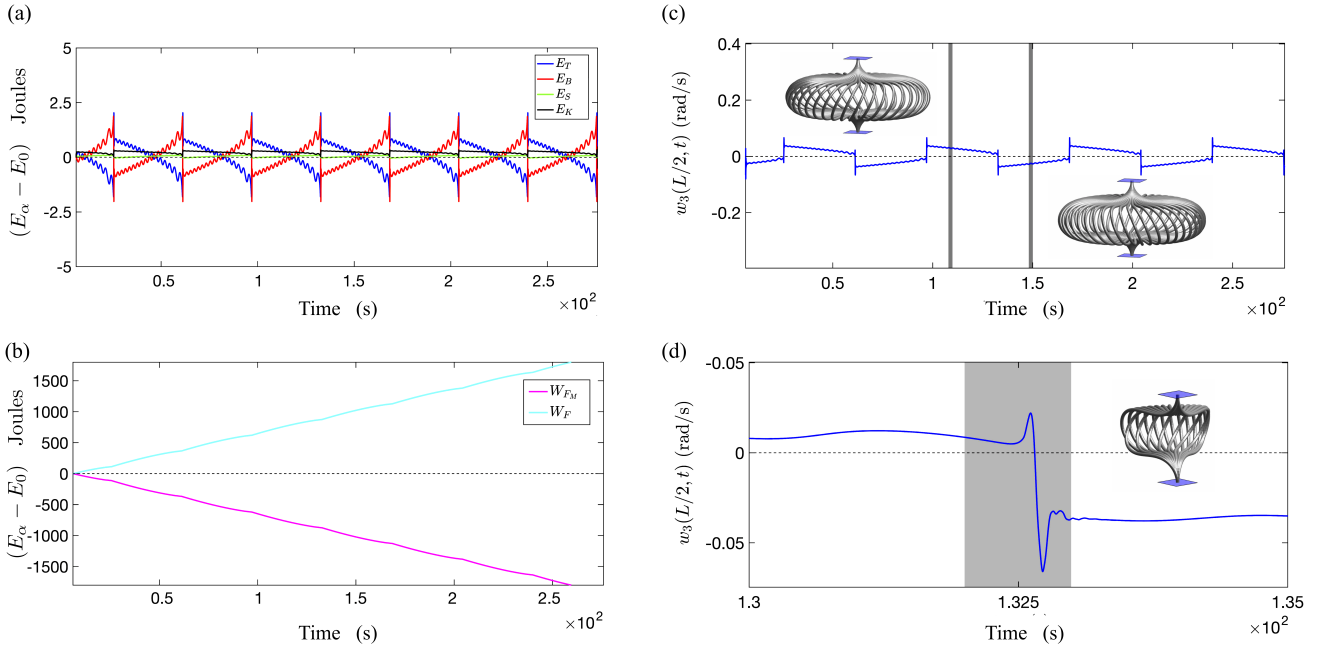 (a)
(E_α − E_0) Joules
5
2.5
0
-2.5
-5
E_T
E_B
E_S
E_K
0.5
1
1.5
2
2.5
×10^2
Time (s)
(b)
(E_α − E_0) Joules
1500
1000
500
0
-500
-1000
-1500
W_{F_M}
W_F
0.5
1
1.5
2
2.5
×10^2
Time (s)
(c)
w_3(L/2, t) (rad/s)
0.4
0.2
0
-0.2
0.5
1
1.5
2
2.5
×10^2
Time (s)
(d)
w_3(L/2, t) (rad/s)
-0.05
0
-0.05
1.3
1.325
1.35
×10^2
Time (s)